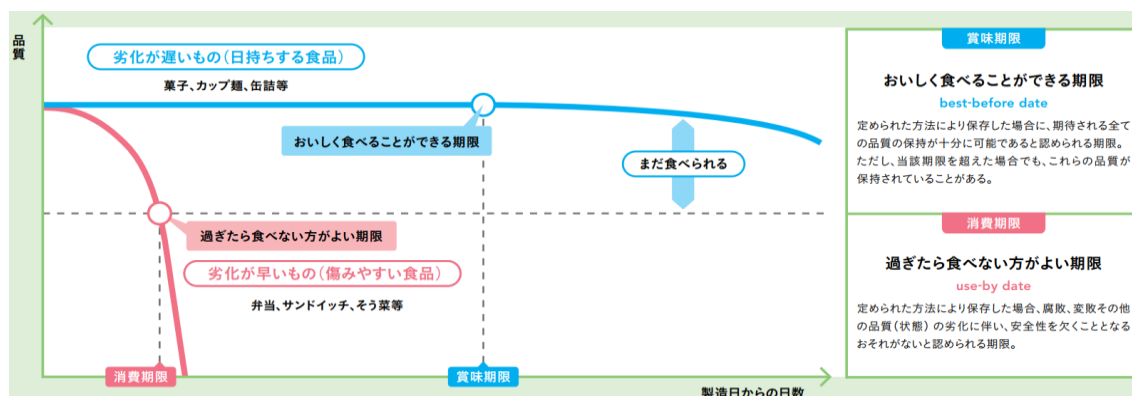 品質
劣化が遅いもの（日持ちする食品）
菓子、カップ麺、缶詰等
おいしく食べることができる期限
まだ食べられる
過ぎたら食べない方がよい期限
劣化が早いもの（傷みやすい食品）
弁当、サンドイッチ、そう菜等
消費期限
賞味期限
製造日からの日数
賞味期限
おいしく食べることができる期限
best-before date
定められた方法により保存した場合に、期待される全て
の品質の保持が十分に可能であると認められる期限。
ただし、当該期限を超えた場合でも、これらの品質が
保持されていることがある。
消費期限
過ぎたら食べない方がよい期限
use-by date
定められた方法により保存した場合、腐敗、変敗その他
の品質（状態）の劣化に伴い、安全性を欠くこととなる
おそれがないと認められる期限。